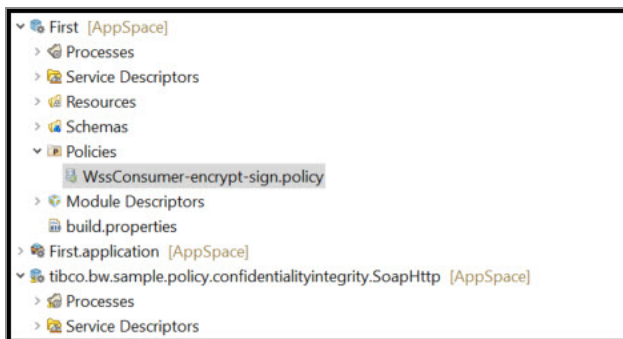 First [AppSpace]
Processes
Service Descriptors
Resources
Schemas
Policies
WssConsumer-encrypt-sign.policy
Module Descriptors
build.properties
First.application [AppSpace]
tibco.bw.sample.policy.confidentialityintegrity.SoapHttp [AppSpace]
Processes
Service Descriptors